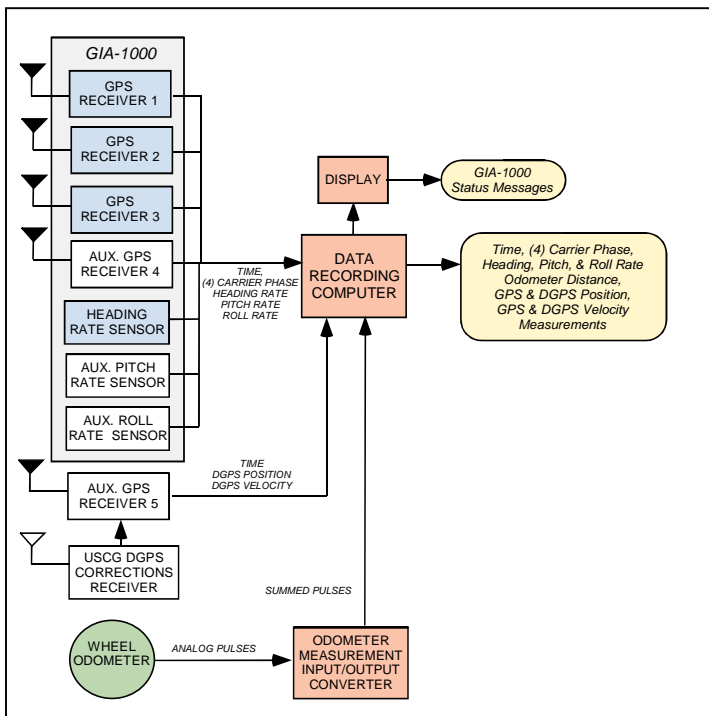 GIA-1000
GPS
RECEIVER 1
GPS
RECEIVER 2
GPS
RECEIVER 3
AUX. GPS
RECEIVER 4
HEADING
RATE SENSOR
AUX. PITCH
RATE SENSOR
AUX. ROLL
RATE SENSOR
TIME,
(4) CARRIER PHASE
HEADING RATE
PITCH RATE
ROLL RATE
DISPLAY
GIA-1000
Status Messages
DATA
RECORDING
COMPUTER
Time, (4) Carrier Phase,
Heading, Pitch, & Roll Rate
Odometer Distance,
GPS & DGPS Position,
GPS & DGPS Velocity
Measurements
AUX. GPS
RECEIVER 5
TIME
DGPS POSITION
DGPS VELOCITY
USCG DGPS
CORRECTIONS
RECEIVER
SUMMED PULSES
WHEEL
ODOMETER
ANALOG PULSES
ODOMETER
MEASUREMENT
INPUT/OUTPUT
CONVERTER